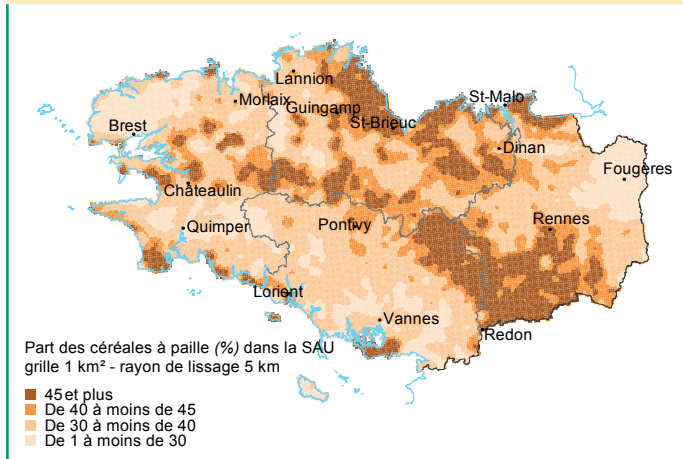 Lannion
St-Malo
Morlaix
Guingamp
St-Brieuc
Brest
Dinan
Fougères
Châteaulin
Rennes
Quimper
Pontivy
Lorient
Vannes
Redon
Part des céréales à paille (%) dans la SAU
grille 1 km² - rayon de lissage 5 km
45 et plus
De 40 à moins de 45
De 30 à moins de 40
De 1 à moins de 30